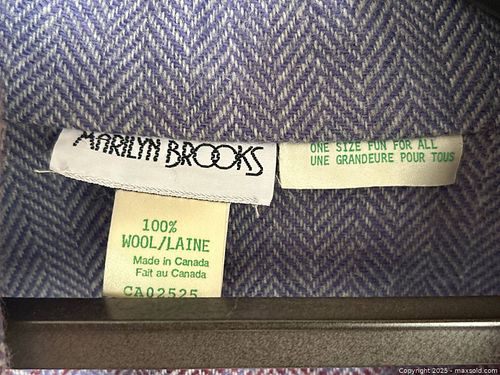 MARILYN BROOKS
ONE SIZE FUN FOR ALL
UNE GRANDEURE POUR TOUS
100%
WOOL/LAINE
Made in Canada
Fait au Canada
CA02525
Copyright 2025 - maxsold.com